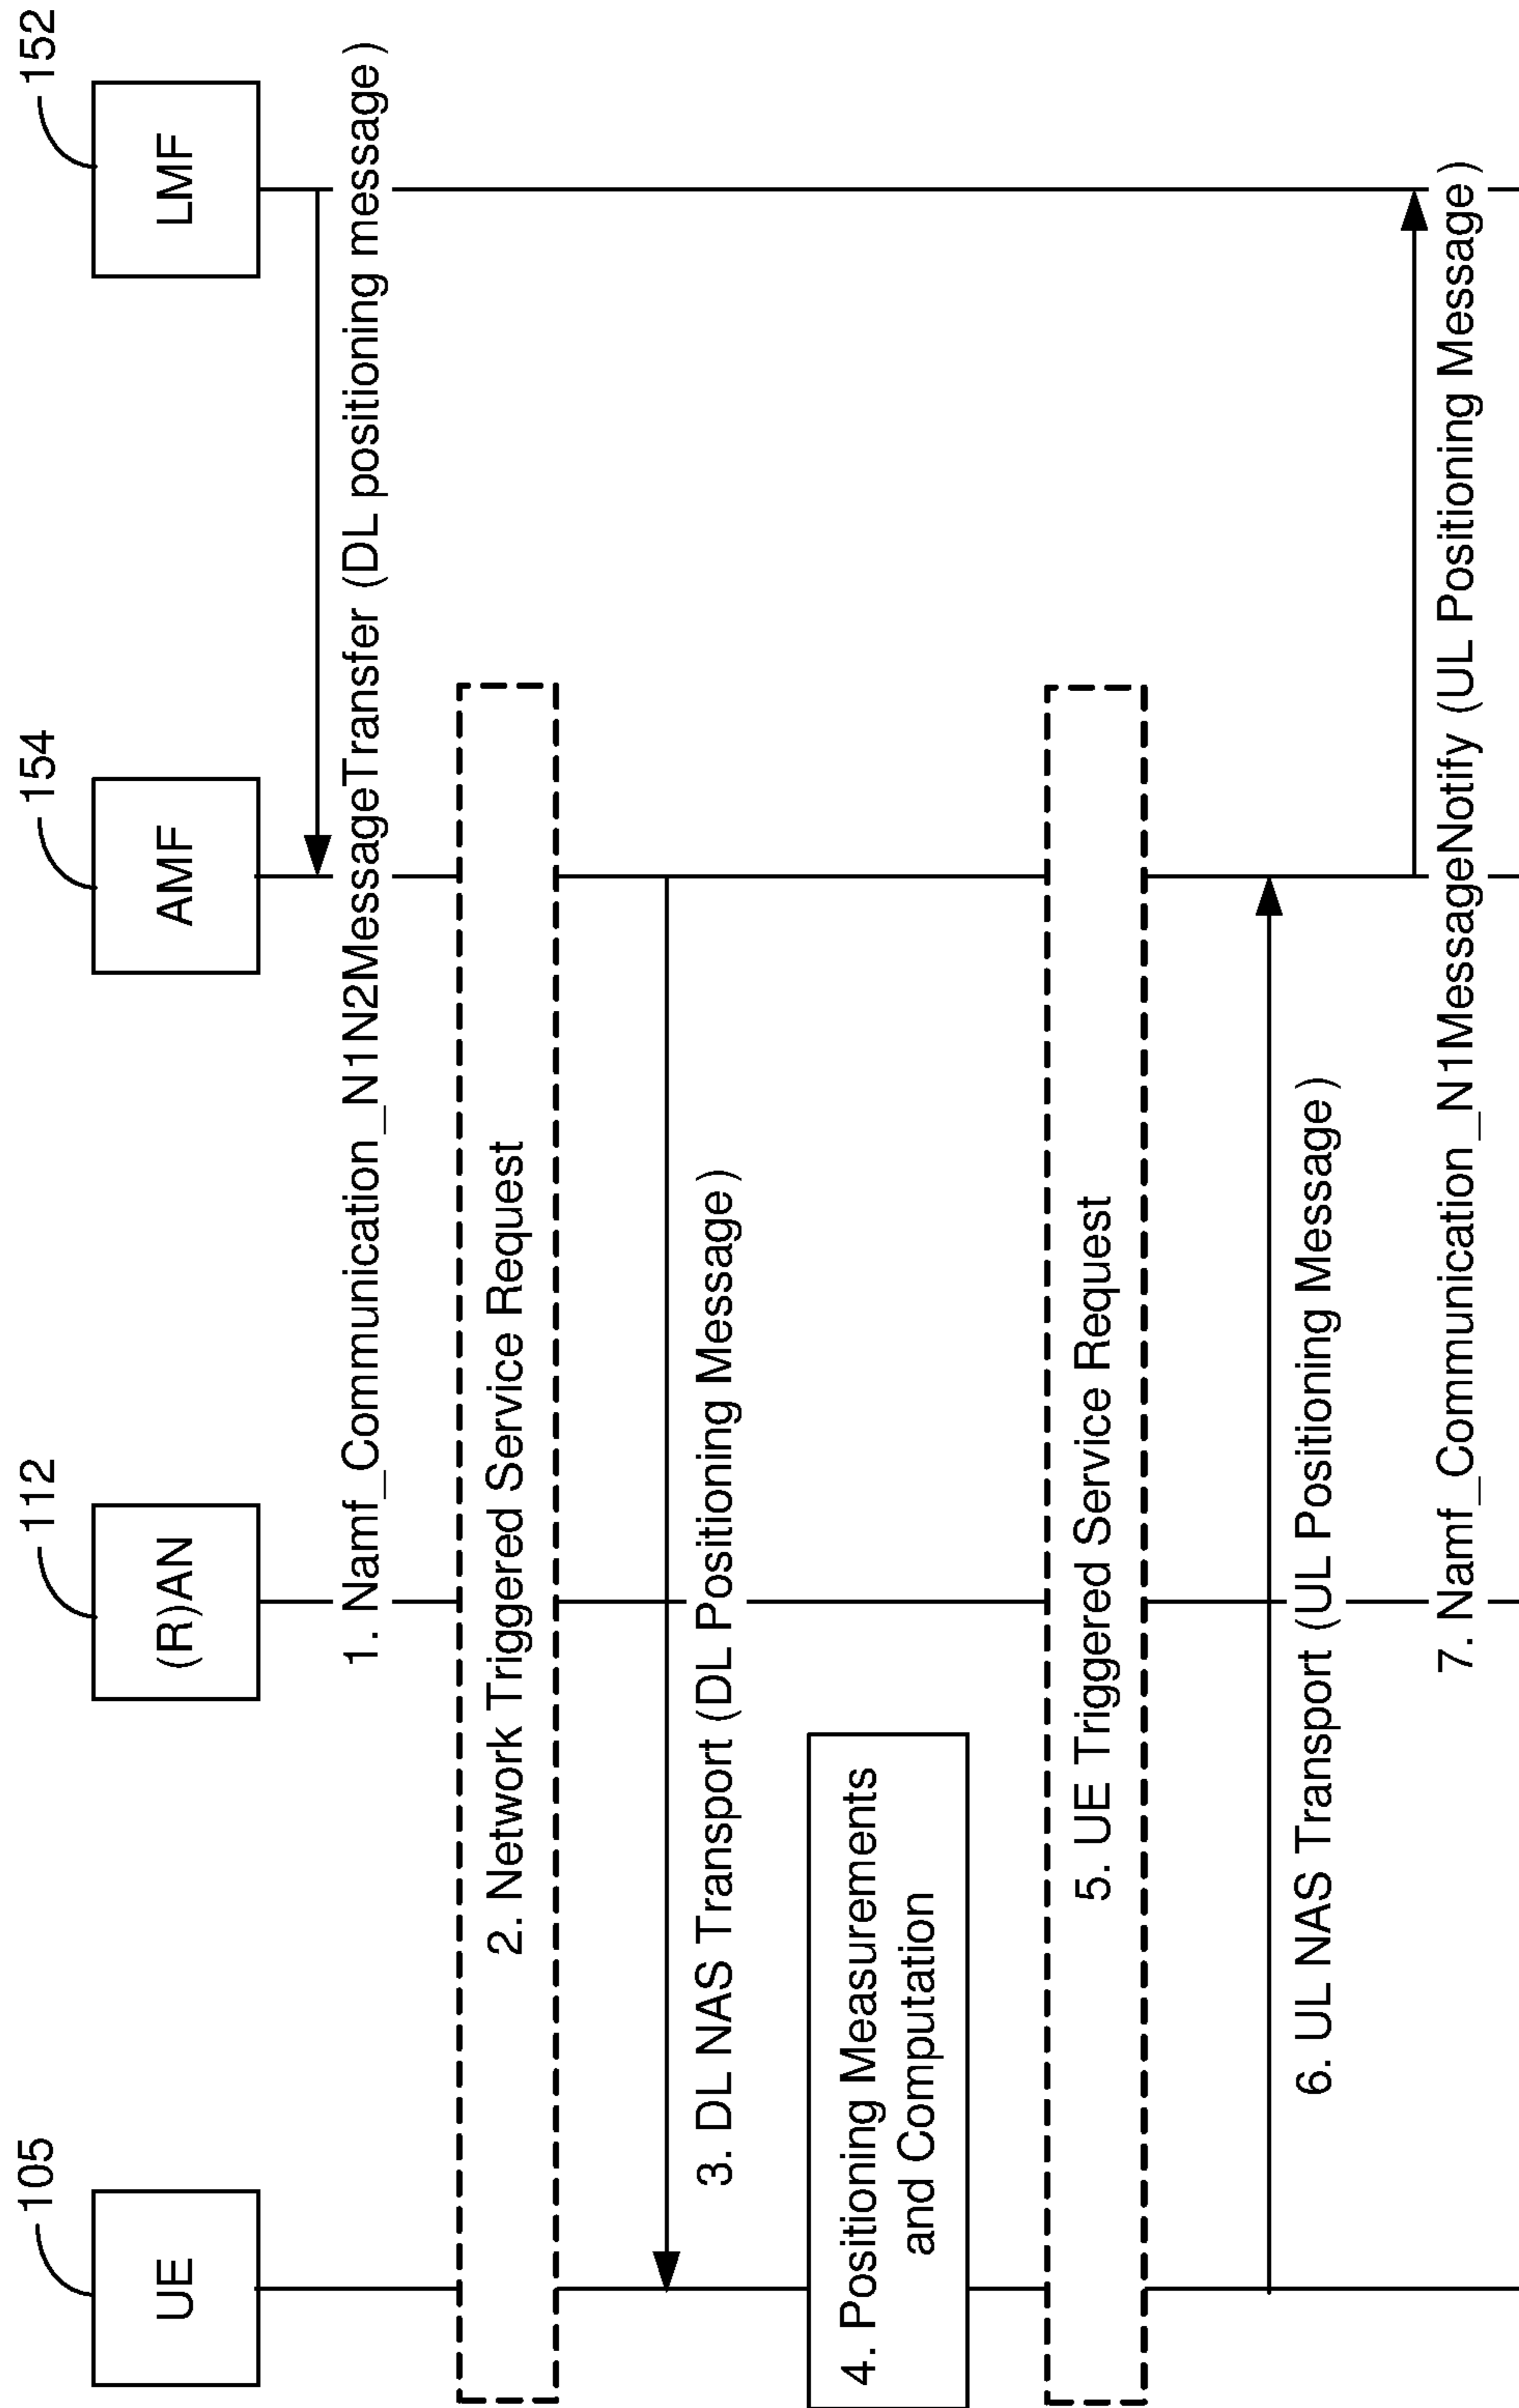 105
112
154
152
UE
(R)AN
AMF
LMF
1. Namf_Communication_N1N2MessageTransfer (DL positioning message)
2. Network Triggered Service Request
3. DL NAS Transport (DL Positioning Message)
4. Positioning Measurements
and Computation
5. UE Triggered Service Request
6. UL NAS Transport (UL Positioning Message)
7. Namf_Communication_N1MessageNotify (UL Positioning Message)